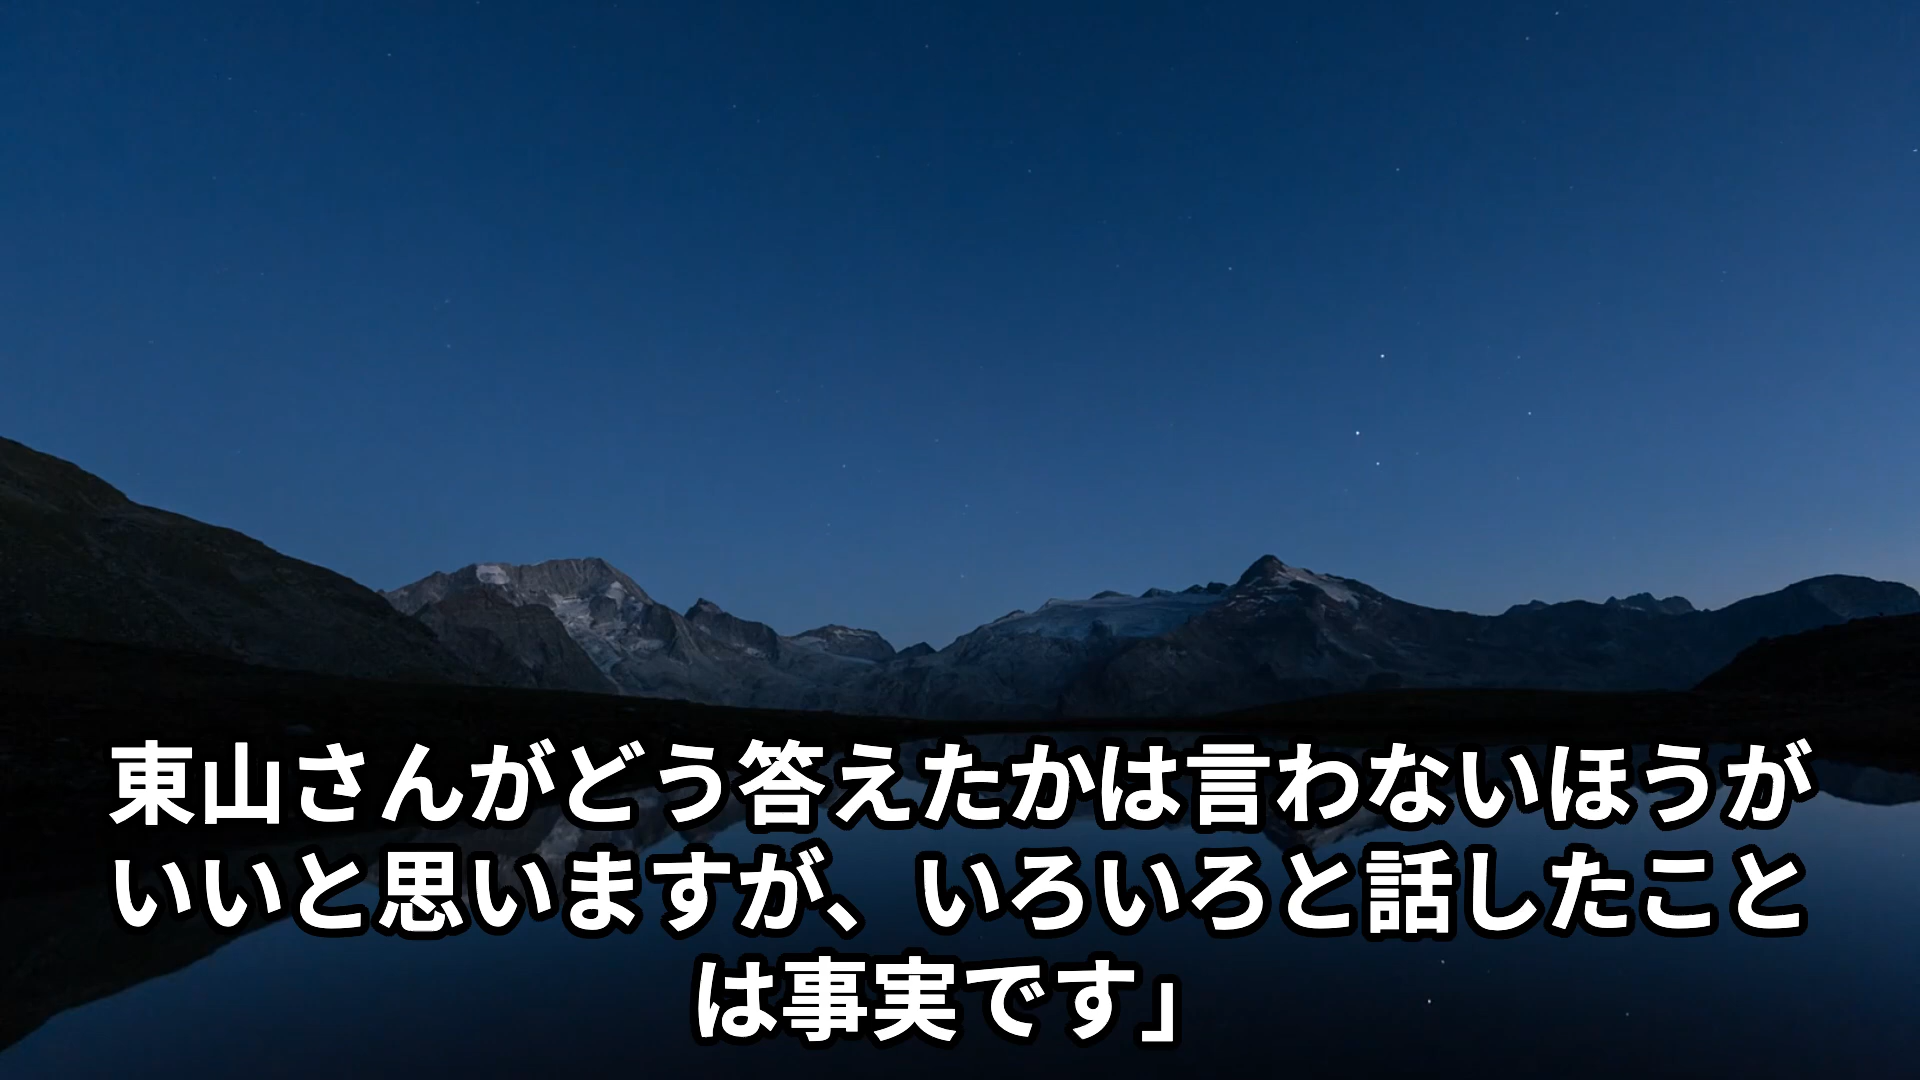 東山さんがどう答えたかは言わないほうが
いいと思いますが、いろいろと話したこと
は事実です」